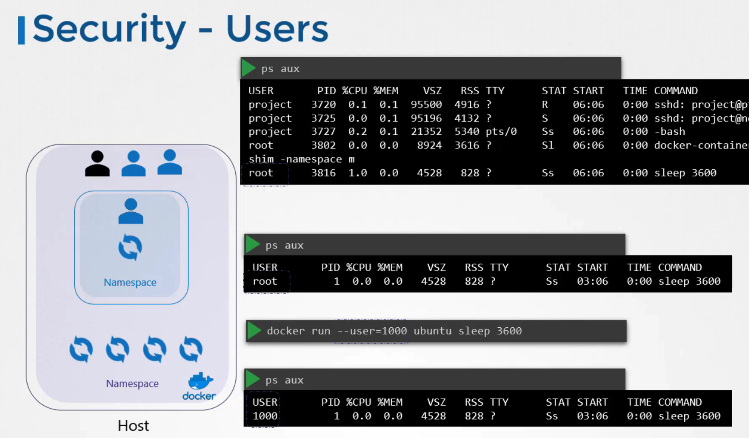 Security - Users
ps aux
USER PID %CPU %MEM VSZ RSS TTY STAT START TIME COMMAND
project 3720 0.1 0.1 95500 4916 ? R 06:06 0:00 sshd: project@p
project 3725 0.0 0.1 95196 4132 ? S 06:06 0:00 sshd: project@n
project 3727 0.2 0.1 21352 5340 pts/0 Ss 06:06 0:00 -bash
root 3802 0.0 0.0 8924 3616 ? Sl 06:06 0:00 docker-container
shim -namespace m
root 3816 1.0 0.0 4528 828 ? Ss 06:06 0:00 sleep 3600
ps aux
USER PID %CPU %MEM VSZ RSS TTY STAT START TIME COMMAND
root 1 0.0 0.0 4528 828 ? Ss 03:06 0:00 sleep 3600
docker run --user=1000 ubuntu sleep 3600
ps aux
USER PID %CPU %MEM VSZ RSS TTY STAT START TIME COMMAND
1000 1 0.0 0.0 4528 828 ? Ss 03:06 0:00 sleep 3600
Namespace
Namespace
docker
Host